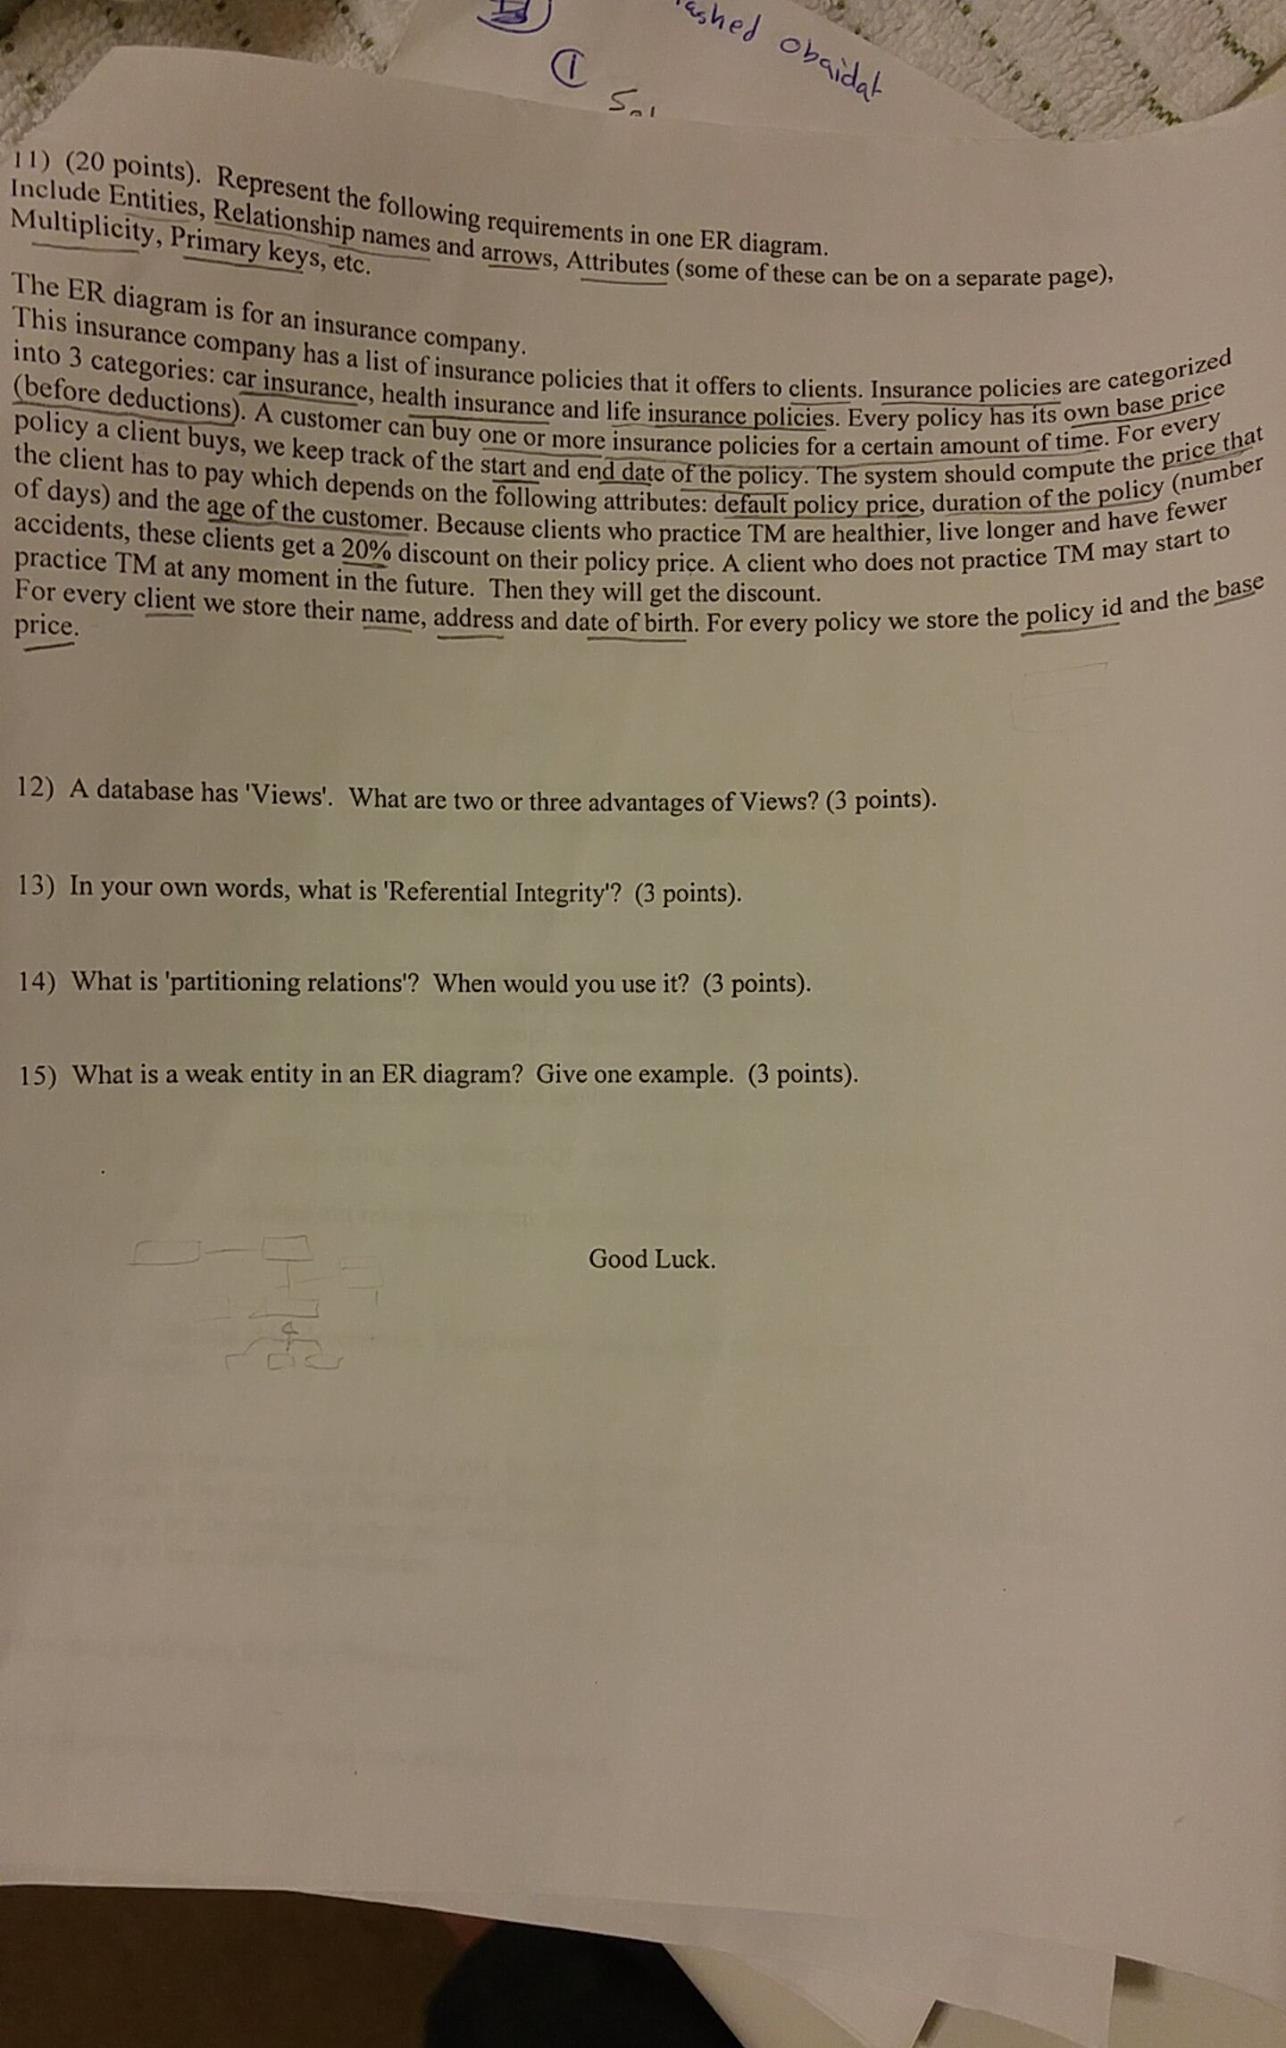 ashed obaidat
1
Sol
11) (20 points). Represent the following requirements in one ER diagram.
Include Entities, Relationship names and arrows, Attributes (some of these can be on a separate page),
Multiplicity, Primary keys, etc.
The ER diagram is for an insurance company.
This insurance company has a list of insurance policies that it offers to clients. Insurance policies are categorized
into 3 categories: car insurance, health insurance and life insurance policies. Every policy has its own base price
(before deductions). A customer can buy one or more insurance policies for a certain amount of time. For every
policy a client buys, we keep track of the start and end date of the policy. The system should compute the price that
the client has to pay which depends on the following attributes: default policy price, duration of the policy (number
of days) and the age of the customer. Because clients who practice TM are healthier, live longer and have fewer
accidents, these clients get a 20% discount on their policy price. A client who does not practice TM may start to
practice TM at any moment in the future. Then they will get the discount.
For every client we store their name, address and date of birth. For every policy we store the policy id and the base
price.
12) A database has 'Views'. What are two or three advantages of Views? (3 points).
13) In your own words, what is 'Referential Integrity'? (3 points).
14) What is 'partitioning relations'? When would you use it? (3 points).
15) What is a weak entity in an ER diagram? Give one example. (3 points).
Good Luck.